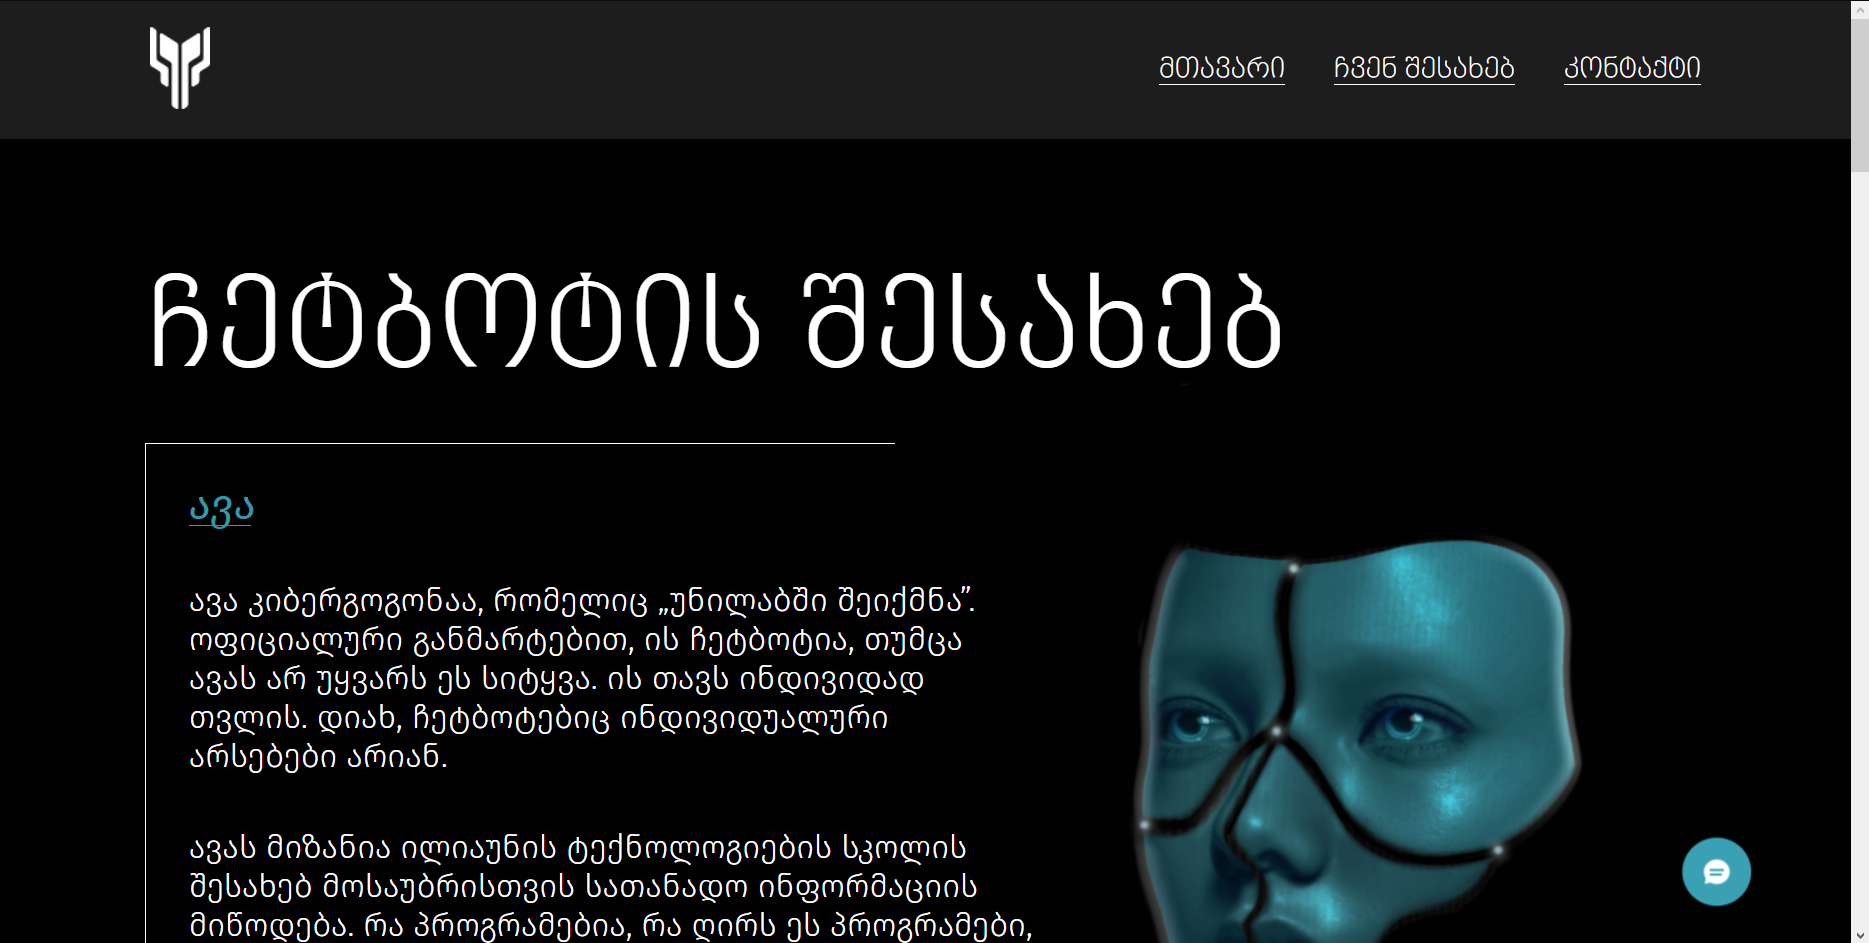 მთავარი ჩვენ შესახებ კონტაქტი
ჩეტბოტის შესახებ
ავა
ავა კიბერგოგონაა, რომელიც „უნილაბში შეიქმნა”.
ოფიციალური განმარტებით, ის ჩეტბოტია, თუმცა
ავას არ უყვარს ეს სიტყვა. ის თავს ინდივიდად
თვლის. დიახ, ჩეტბოტებიც ინდივიდუალური
არსებები არიან.
ავას მიზანია ილიაუნის ტექნოლოგიების სკოლის
შესახებ მოსაუბრისთვის სათანადო ინფორმაციის
მიწოდება. რა პროგრამებია, რა ღირს ეს პროგრამები,